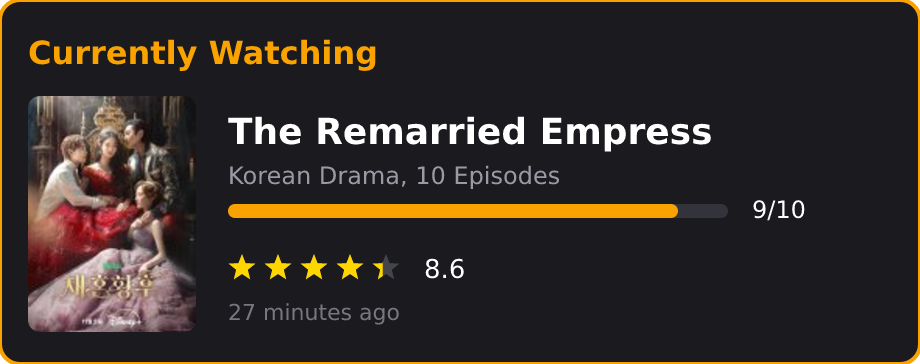 Currently Watching
The Remarried Empress
Korean Drama, 10 Episodes
9/10
8.6
27 minutes ago
재혼황후
Disney+